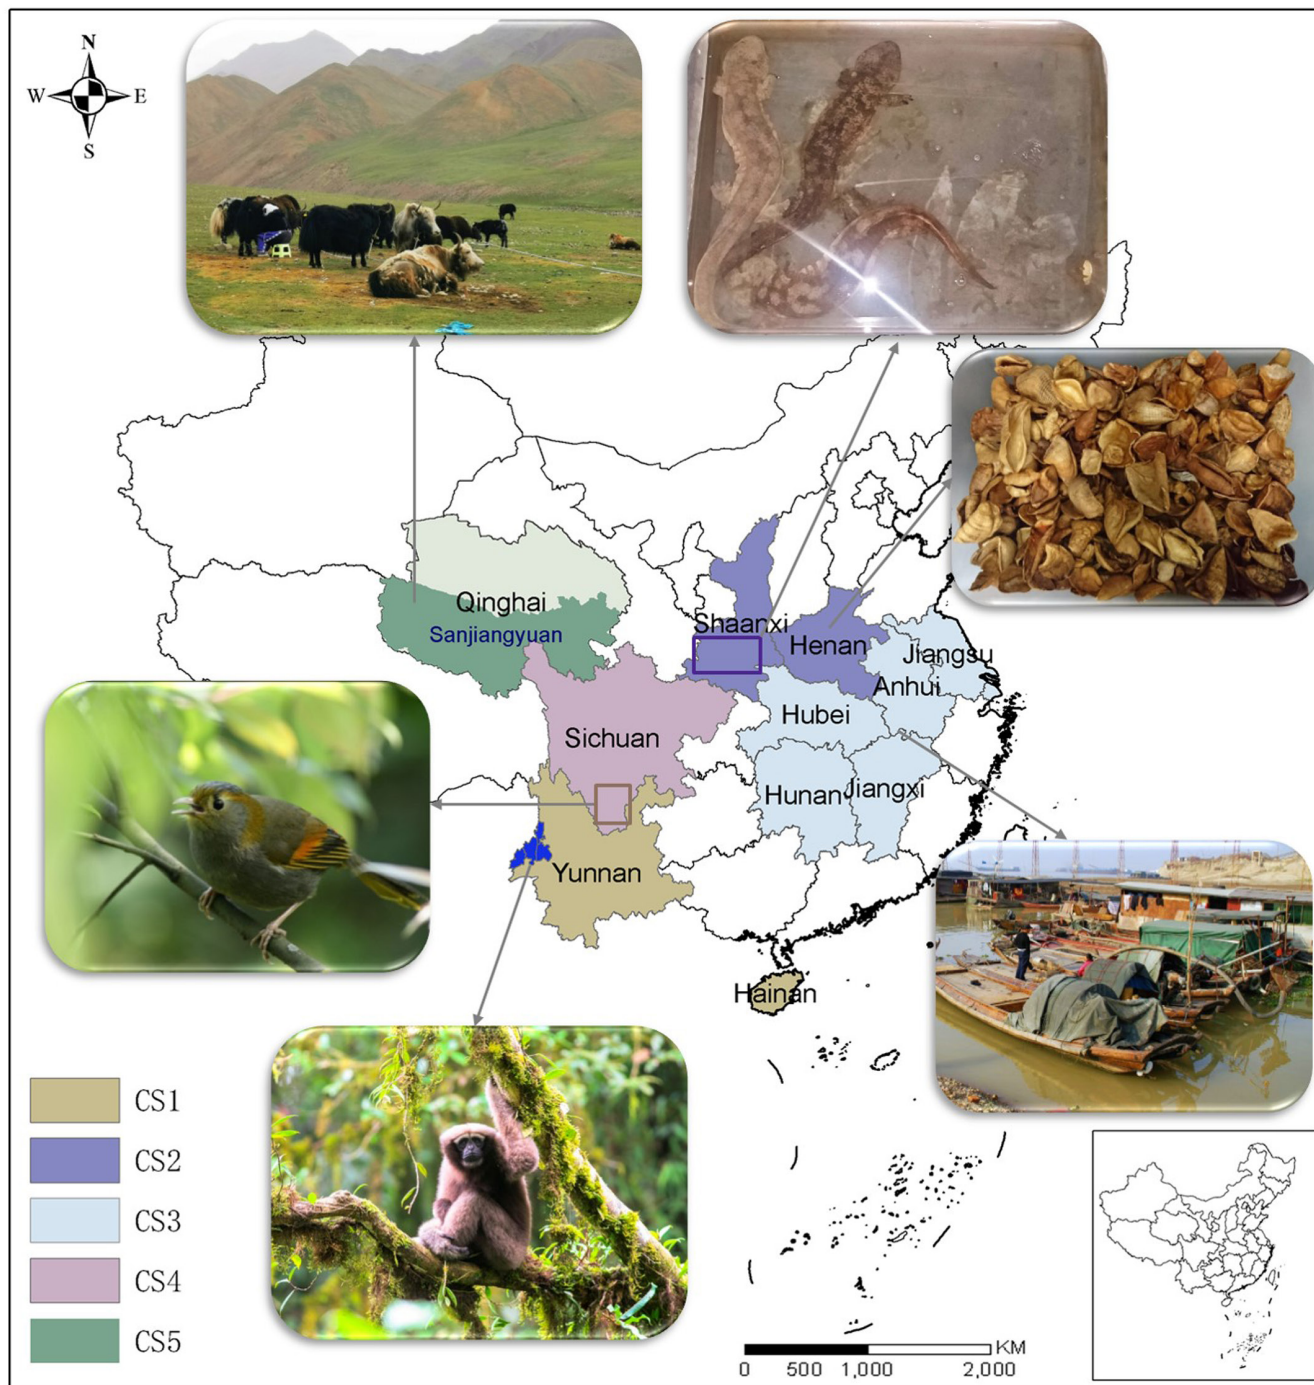 N
W E
S
Qinghai
Sanjiangyuan
Shaanxi
Henan
Jiangsu
Anhui
Hubei
Sichuan
Hunan
Jiangxi
Yunnan
Hainan
CS1
CS2
CS3
CS4
CS5
KM
0 500 1,000 2,000